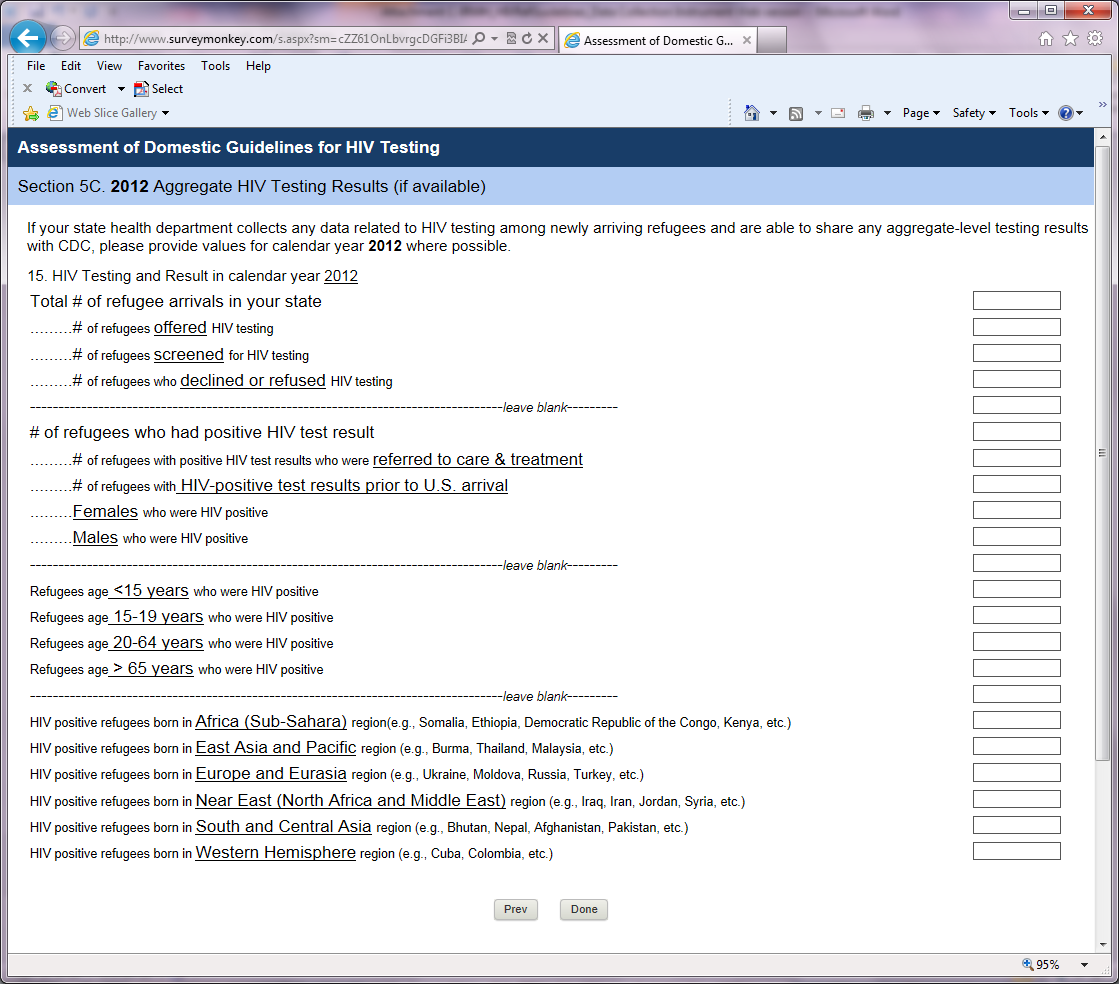 http://www.surveymonkey.com/s.aspx?sm=cZZ61OnLbvrgcDGFi3BI
Assessment of Domestic G...
File Edit View Favorites Tools Help
Convert Select
Web Slice Gallery Page Safety Tools
Assessment of Domestic Guidelines for HIV Testing
Section 5C. 2012 Aggregate HIV Testing Results (if available)
If your state health department collects any data related to HIV testing among newly arriving refugees and are able to share any aggregate-level testing results
with CDC, please provide values for calendar year 2012 where possible.
15. HIV Testing and Result in calendar year 2012
Total # of refugee arrivals in your state
.........# of refugees offered HIV testing
.........# of refugees screened for HIV testing
.........# of refugees who declined or refused HIV testing
------------------------------------------------------------------------------------leave blank---------
# of refugees who had positive HIV test result
.........# of refugees with positive HIV test results who were referred to care & treatment
.........# of refugees with HIV-positive test results prior to U.S. arrival
.........Females who were HIV positive
.........Males who were HIV positive
------------------------------------------------------------------------------------leave blank---------
Refugees age <15 years who were HIV positive
Refugees age 15-19 years who were HIV positive
Refugees age 20-64 years who were HIV positive
Refugees age > 65 years who were HIV positive
------------------------------------------------------------------------------------leave blank---------
HIV positive refugees born in Africa (Sub-Sahara) region(e.g., Somalia, Ethiopia, Democratic Republic of the Congo, Kenya, etc.)
HIV positive refugees born in East Asia and Pacific region (e.g., Burma, Thailand, Malaysia, etc.)
HIV positive refugees born in Europe and Eurasia region (e.g., Ukraine, Moldova, Russia, Turkey, etc.)
HIV positive refugees born in Near East (North Africa and Middle East) region (e.g., Iraq, Iran, Jordan, Syria, etc.)
HIV positive refugees born in South and Central Asia region (e.g., Bhutan, Nepal, Afghanistan, Pakistan, etc.)
HIV positive refugees born in Western Hemisphere region (e.g., Cuba, Colombia, etc.)
Prev Done
95%